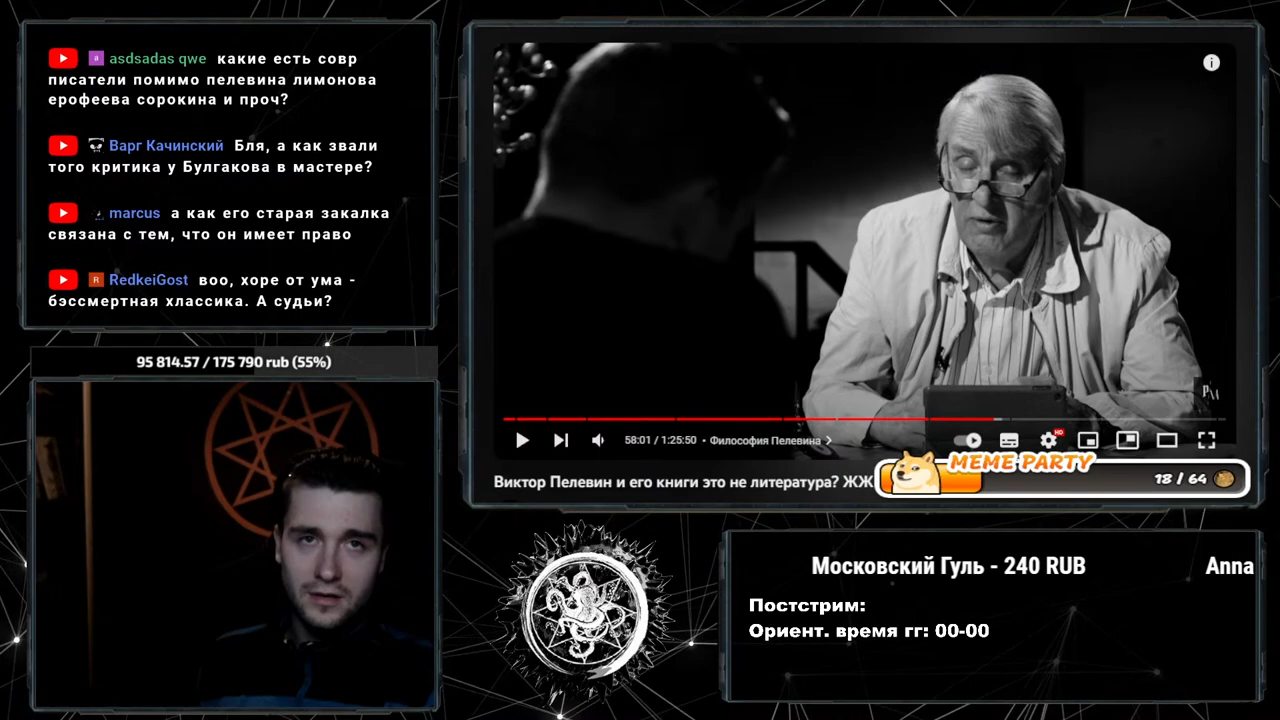 asdsadas qwe какие есть совр
писатели помимо пелевина лимонова
ерофеева сорокина и проч?
Варг Качинский Бля, а как звали
того критика у Булгакова в мастере?
marcus а как его старая закалка
связана с тем, что он имеет право
RedkeiGost воо, хоре от ума -
бэссмертная хлассика. А судьи?
95 814.57 / 175 790 rub (55%)
58:01 / 1:25:50 • Философия Пелевина
HD
Виктор Пелевин и его книги это не литература? ЖЖ
MEME PARTY
18 / 64
Московский Гуль - 240 RUB
Anna
Постстрим:
Ориент. время гг: 00-00